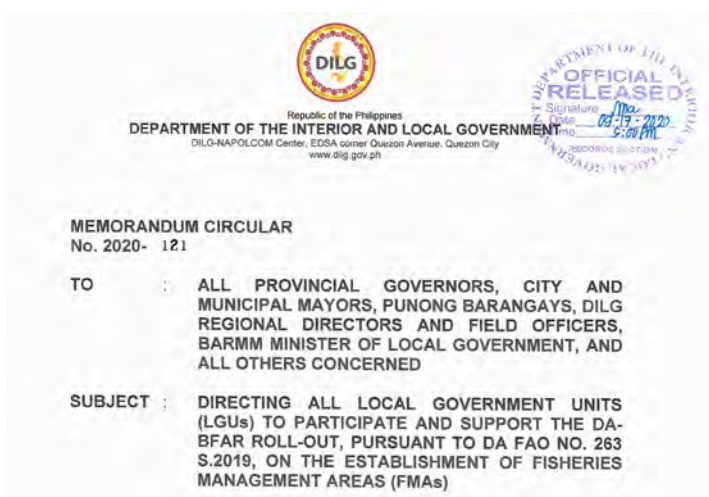 DILG
Republic of the Philippines
DEPARTMENT OF THE INTERIOR AND LOCAL GOVERNMENT
DILG-NAPOLCOM Center, EDSA corner Quezon Avenue, Quezon City
www.dilg.gov.ph
OFFICIAL
RELEASED
Signature
Date
5:00 PM
RECORDS SECTION
MEMORANDUM CIRCULAR
No. 2020- 121
TO : ALL PROVINCIAL GOVERNORS, CITY AND
MUNICIPAL MAYORS, PUNONG BARANGAYS, DILG
REGIONAL DIRECTORS AND FIELD OFFICERS,
BARMM MINISTER OF LOCAL GOVERNMENT, AND
ALL OTHERS CONCERNED
SUBJECT : DIRECTING ALL LOCAL GOVERNMENT UNITS
(LGUs) TO PARTICIPATE AND SUPPORT THE DA-
BFAR ROLL-OUT, PURSUANT TO DA FAO NO. 263
S.2019, ON THE ESTABLISHMENT OF FISHERIES
MANAGEMENT AREAS (FMAs)